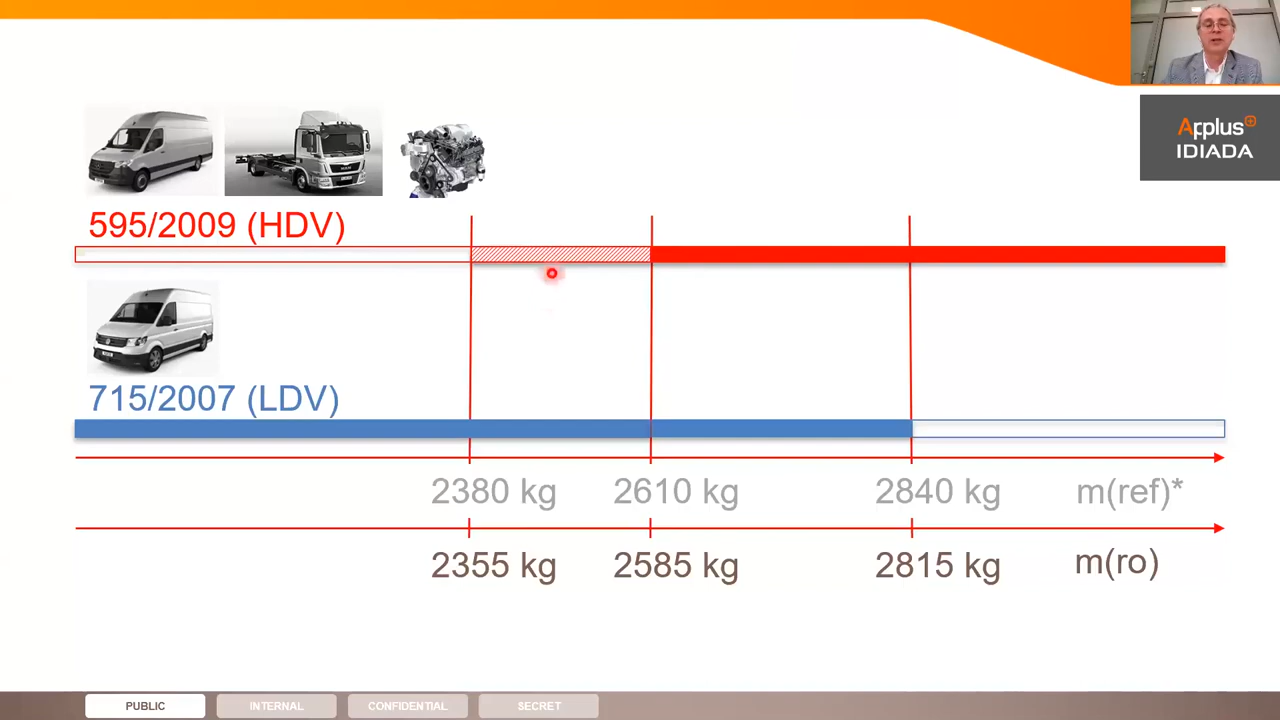 Applus+
IDIADA
595/2009 (HDV)
715/2007 (LDV)
2380 kg 2610 kg 2840 kg m(ref)*
2355 kg 2585 kg 2815 kg m(ro)
PUBLIC INTERNAL CONFIDENTIAL SECRET